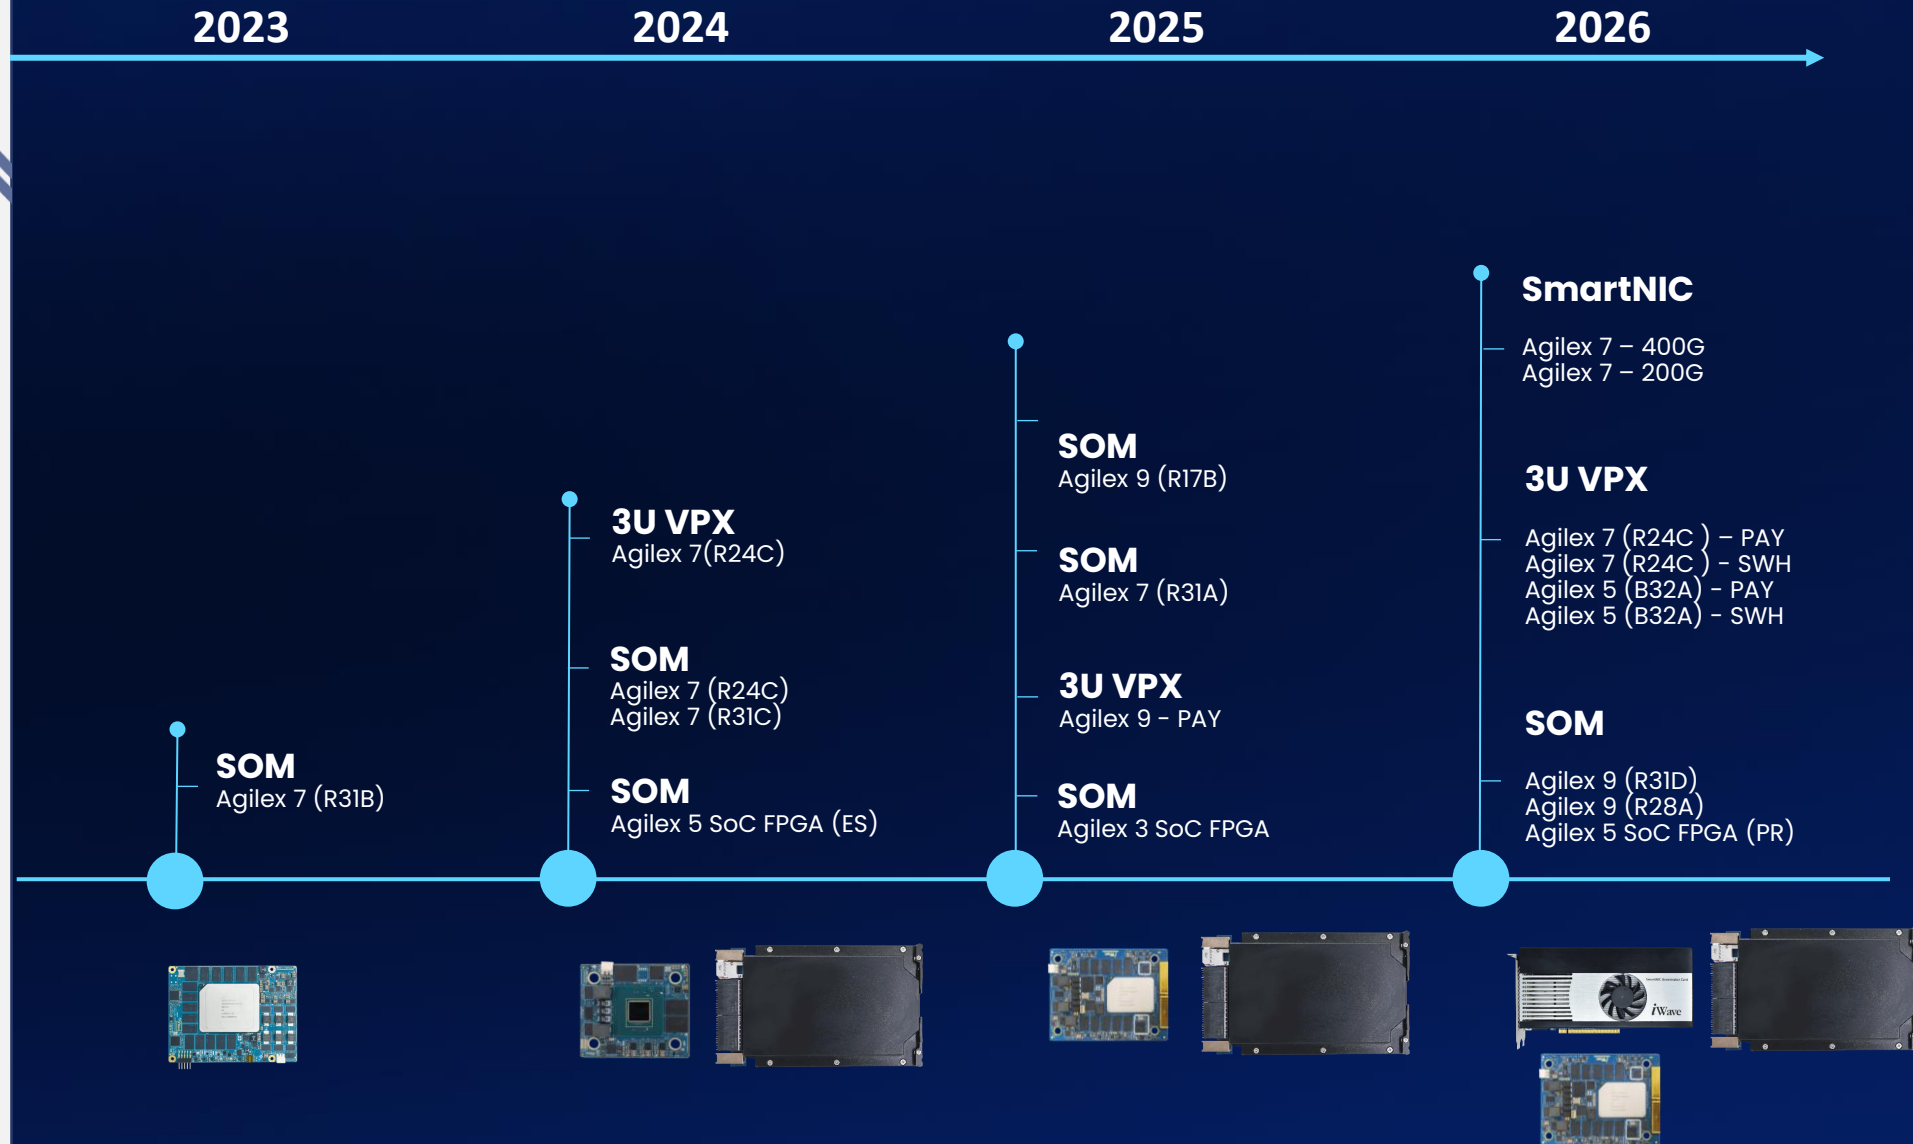 2023
2024
2025
2026
SOM
Agilex 7 (R31B)
3U VPX
Agilex 7(R24C)
SOM
Agilex 7 (R24C)
Agilex 7 (R31C)
SOM
Agilex 5 SoC FPGA (ES)
SOM
Agilex 9 (R17B)
SOM
Agilex 7 (R31A)
3U VPX
Agilex 9 - PAY
SOM
Agilex 3 SoC FPGA
SmartNIC
Agilex 7 – 400G
Agilex 7 – 200G
3U VPX
Agilex 7 (R24C ) – PAY
Agilex 7 (R24C ) - SWH
Agilex 5 (B32A) - PAY
Agilex 5 (B32A) - SWH
SOM
Agilex 9 (R31D)
Agilex 9 (R28A)
Agilex 5 SoC FPGA (PR)
iWave